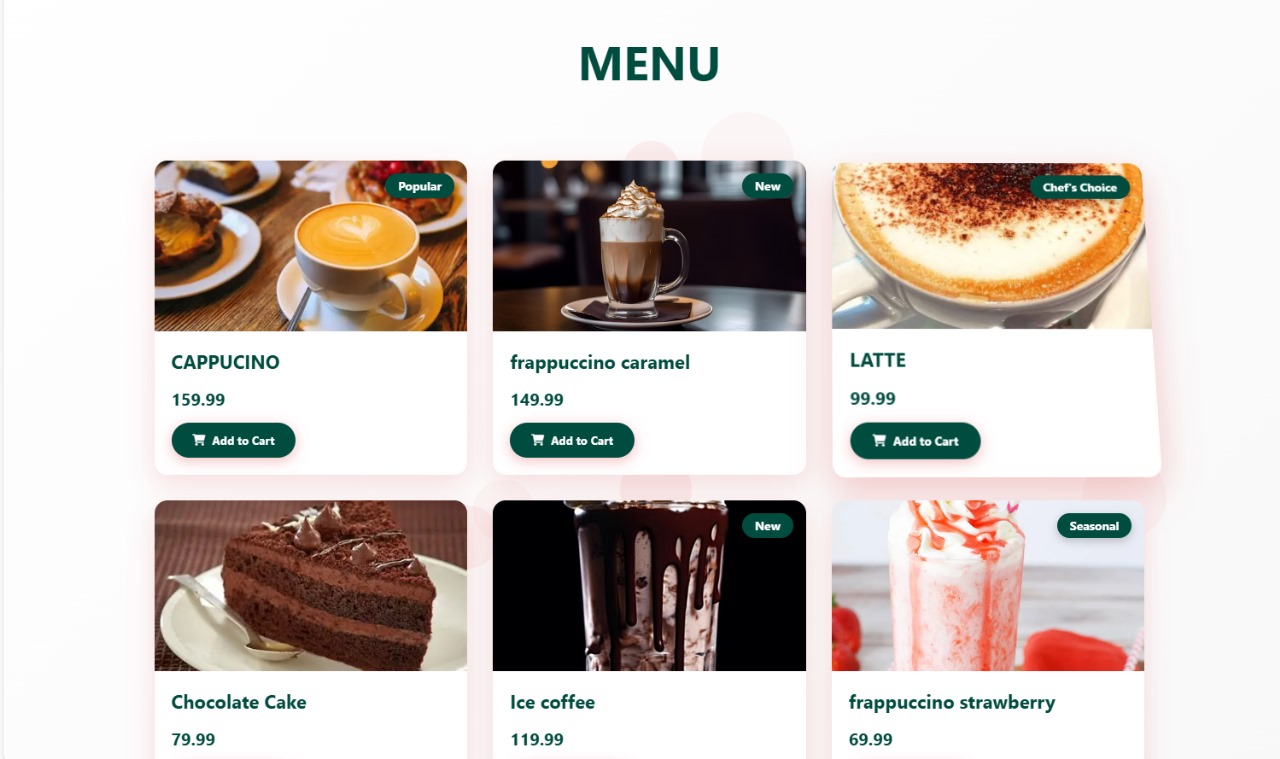 MENU
Popular
New
Chef's Choice
CAPPUCINO
frappuccino caramel
LATTE
159.99
149.99
99.99
Add to Cart
Add to Cart
Add to Cart
New
Seasonal
Chocolate Cake
Ice coffee
frappuccino strawberry
79.99
119.99
69.99